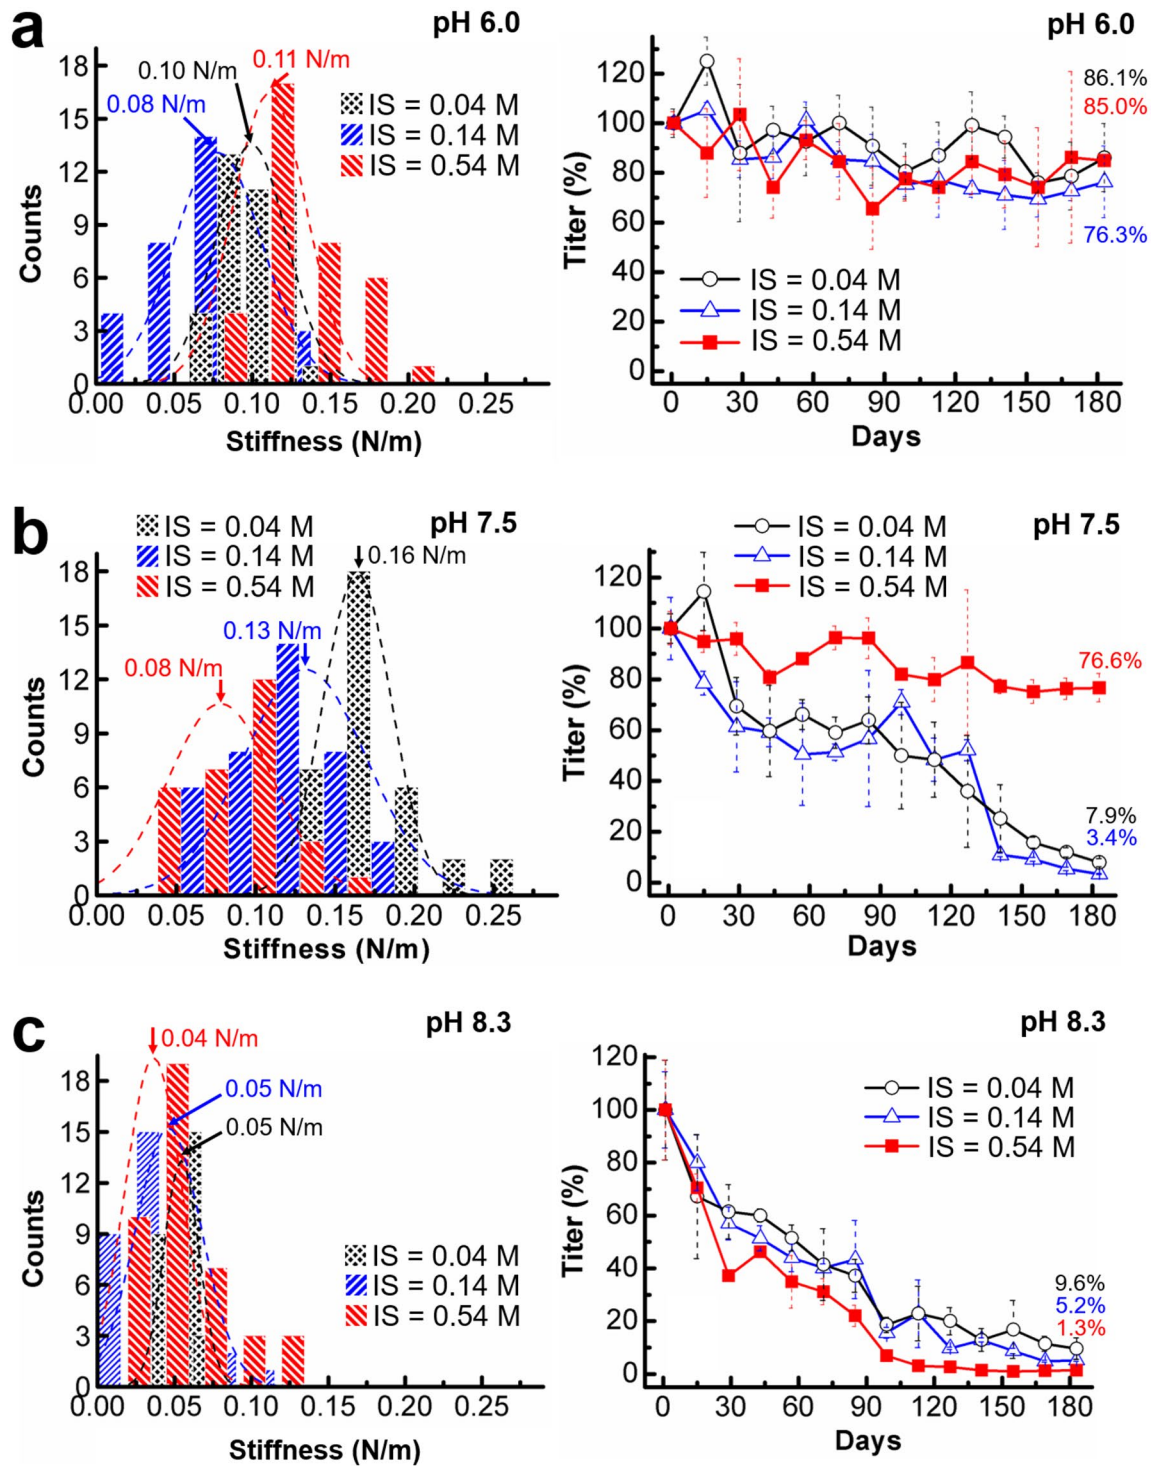 a
pH 6.0
0.11 N/m
0.10 N/m
0.08 N/m
IS = 0.04 M
IS = 0.14 M
IS = 0.54 M
18
15
12
9
6
3
0
Counts
0.00 0.05 0.10 0.15 0.20 0.25
Stiffness (N/m)
pH 6.0
120
100
80
60
40
20
0
Titer (%)
86.1%
85.0%
76.3%
IS = 0.04 M
IS = 0.14 M
IS = 0.54 M
0 30 60 90 120 150 180
Days
b
IS = 0.04 M
IS = 0.14 M
IS = 0.54 M
pH 7.5
0.16 N/m
0.13 N/m
0.08 N/m
18
15
12
9
6
3
0
Counts
0.00 0.05 0.10 0.15 0.20 0.25
Stiffness (N/m)
pH 7.5
IS = 0.04 M
IS = 0.14 M
IS = 0.54 M
120
100
80
60
40
20
0
Titer (%)
76.6%
7.9%
3.4%
0 30 60 90 120 150 180
Days
c
pH 8.3
0.04 N/m
0.05 N/m
0.05 N/m
18
15
12
9
6
3
0
Counts
IS = 0.04 M
IS = 0.14 M
IS = 0.54 M
0.00 0.05 0.10 0.15 0.20 0.25
Stiffness (N/m)
pH 8.3
120
100
80
60
40
20
0
Titer (%)
IS = 0.04 M
IS = 0.14 M
IS = 0.54 M
9.6%
5.2%
1.3%
0 30 60 90 120 150 180
Days